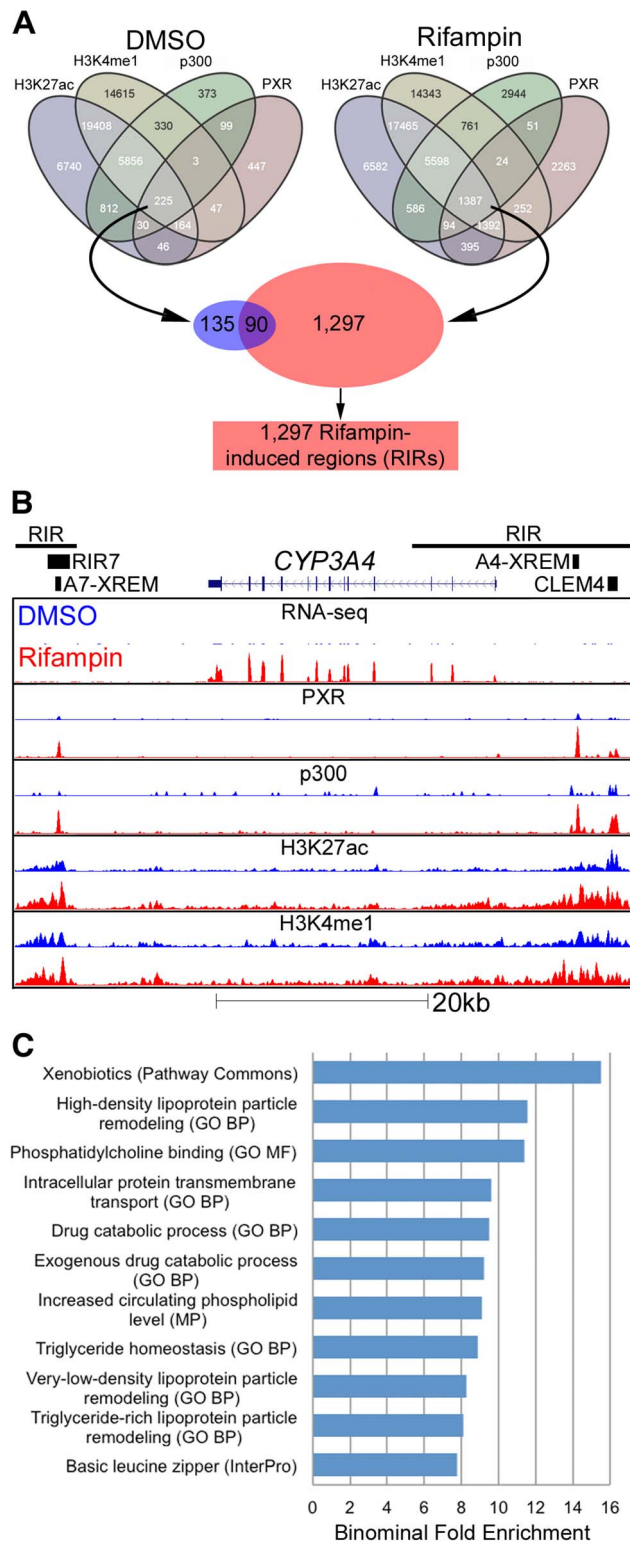 A
DMSO
Rifampin
H3K4me1
p300
H3K27ac
PXR
14615
373
19408
330
99
6740
5856
3
447
225
812
47
30
164
46
H3K4me1
p300
H3K27ac
PXR
14343
2944
17465
761
51
6582
5598
24
2263
1387
586
252
94
1392
395
135
90
1,297
1,297 Rifampin-
induced regions (RIRs)
B
RIR
RIR
RIR7
CYP3A4
A4-XREM
A7-XREM
CLEM4
DMSO
RNA-seq
Rifampin
PXR
p300
H3K27ac
H3K4me1
20kb
C
Xenobiotics (Pathway Commons)
High-density lipoprotein particle
remodeling (GO BP)
Phosphatidylcholine binding (GO MF)
Intracellular protein transmembrane
transport (GO BP)
Drug catabolic process (GO BP)
Exogenous drug catabolic process
(GO BP)
Increased circulating phospholipid
level (MP)
Triglyceride homeostasis (GO BP)
Very-low-density lipoprotein particle
remodeling (GO BP)
Triglyceride-rich lipoprotein particle
remodeling (GO BP)
Basic leucine zipper (InterPro)
0 2 4 6 8 10 12 14 16
Binominal Fold Enrichment